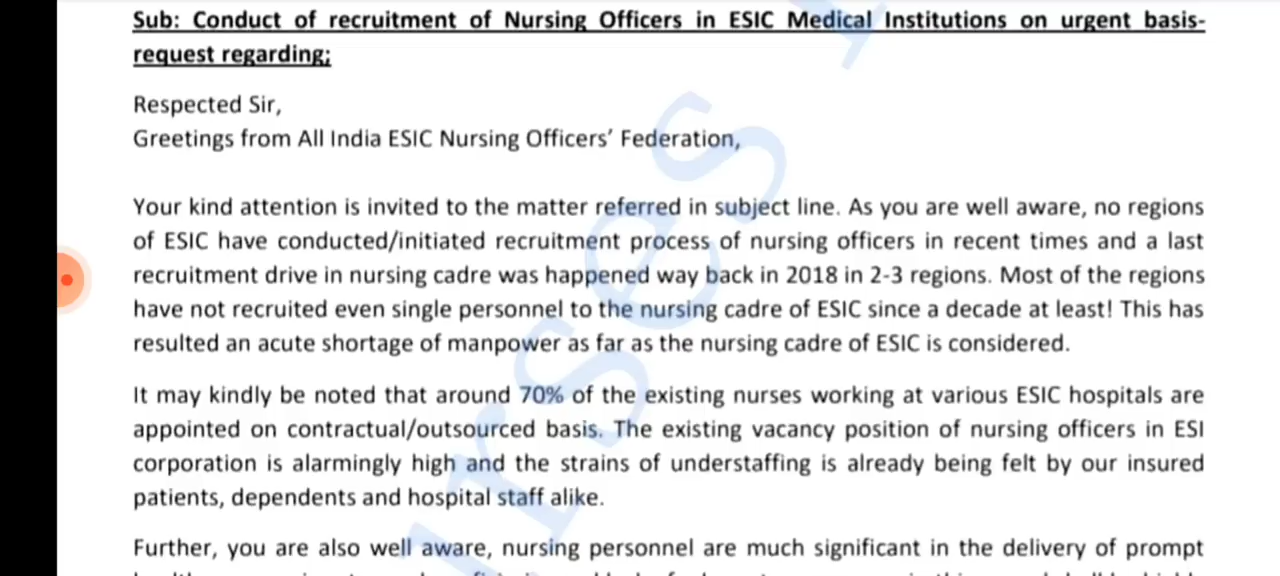 Sub: Conduct of recruitment of Nursing Officers in ESIC Medical Institutions on urgent basis-
request regarding;
Respected Sir,
Greetings from All India ESIC Nursing Officers' Federation,
Your kind attention is invited to the matter referred in subject line. As you are well aware, no regions
of ESIC have conducted/initiated recruitment process of nursing officers in recent times and a last
recruitment drive in nursing cadre was happened way back in 2018 in 2-3 regions. Most of the regions
have not recruited even single personnel to the nursing cadre of ESIC since a decade at least! This has
resulted an acute shortage of manpower as far as the nursing cadre of ESIC is considered.
It may kindly be noted that around 70% of the existing nurses working at various ESIC hospitals are
appointed on contractual/outsourced basis. The existing vacancy position of nursing officers in ESI
corporation is alarmingly high and the strains of understaffing is already being felt by our insured
patients, dependents and hospital staff alike.
Further, you are also well aware, nursing personnel are much significant in the delivery of prompt